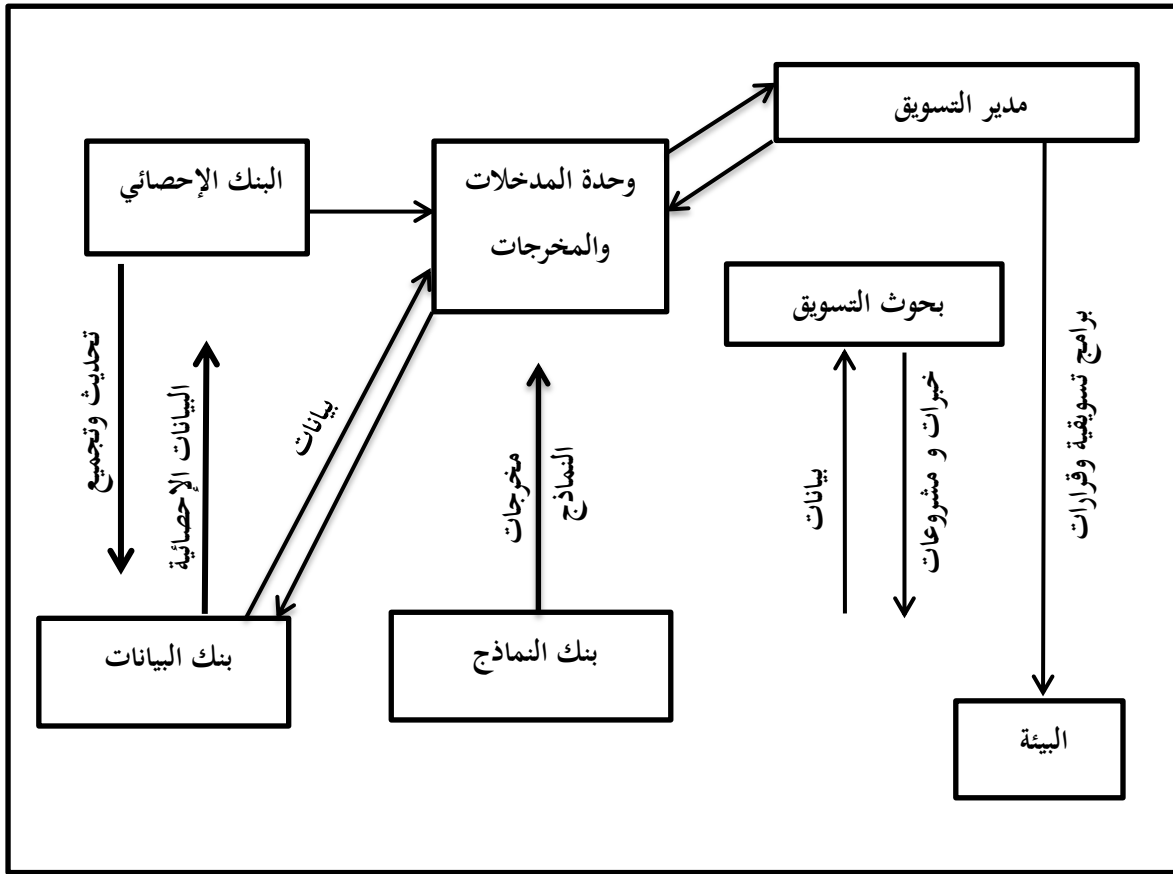 مدير التسويق
وحدة المدخلات
والمخرجات
البنك الإحصائي
بحوث التسويق
برامج تسويقية وقرارات
خبرات و مشروعات
بيانات
النماذج
مخرجات
بيانات
البيانات الإحصائية
تحديث وتجميع
بنك النماذج
بنك البيانات
البيئة